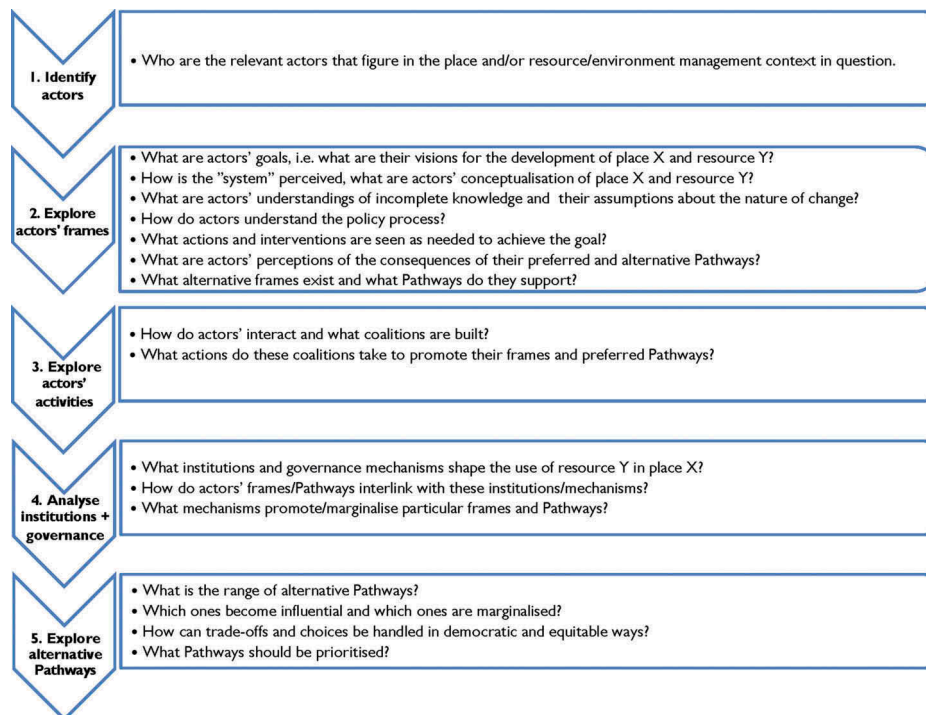 1. Identify
actors
• Who are the relevant actors that figure in the place and/or resource/environment management context in question.
2. Explore
actors' frames
• What are actors' goals, i.e. what are their visions for the development of place X and resource Y?
• How is the ”system” perceived, what are actors' conceptualisation of place X and resource Y?
• What are actors' understandings of incomplete knowledge and their assumptions about the nature of change?
• How do actors understand the policy process?
• What actions and interventions are seen as needed to achieve the goal?
• What are actors' perceptions of the consequences of their preferred and alternative Pathways?
• What alternative frames exist and what Pathways do they support?
3. Explore
actors'
activities
• How do actors' interact and what coalitions are built?
• What actions do these coalitions take to promote their frames and preferred Pathways?
4. Analyse
institutions +
governance
• What institutions and governance mechanisms shape the use of resource Y in place X?
• How do actors' frames/Pathways interlink with these institutions/mechanisms?
• What mechanisms promote/marginalise particular frames and Pathways?
5. Explore
alternative
Pathways
• What is the range of alternative Pathways?
• Which ones become influential and which ones are marginalised?
• How can trade-offs and choices be handled in democratic and equitable ways?
• What Pathways should be prioritised?